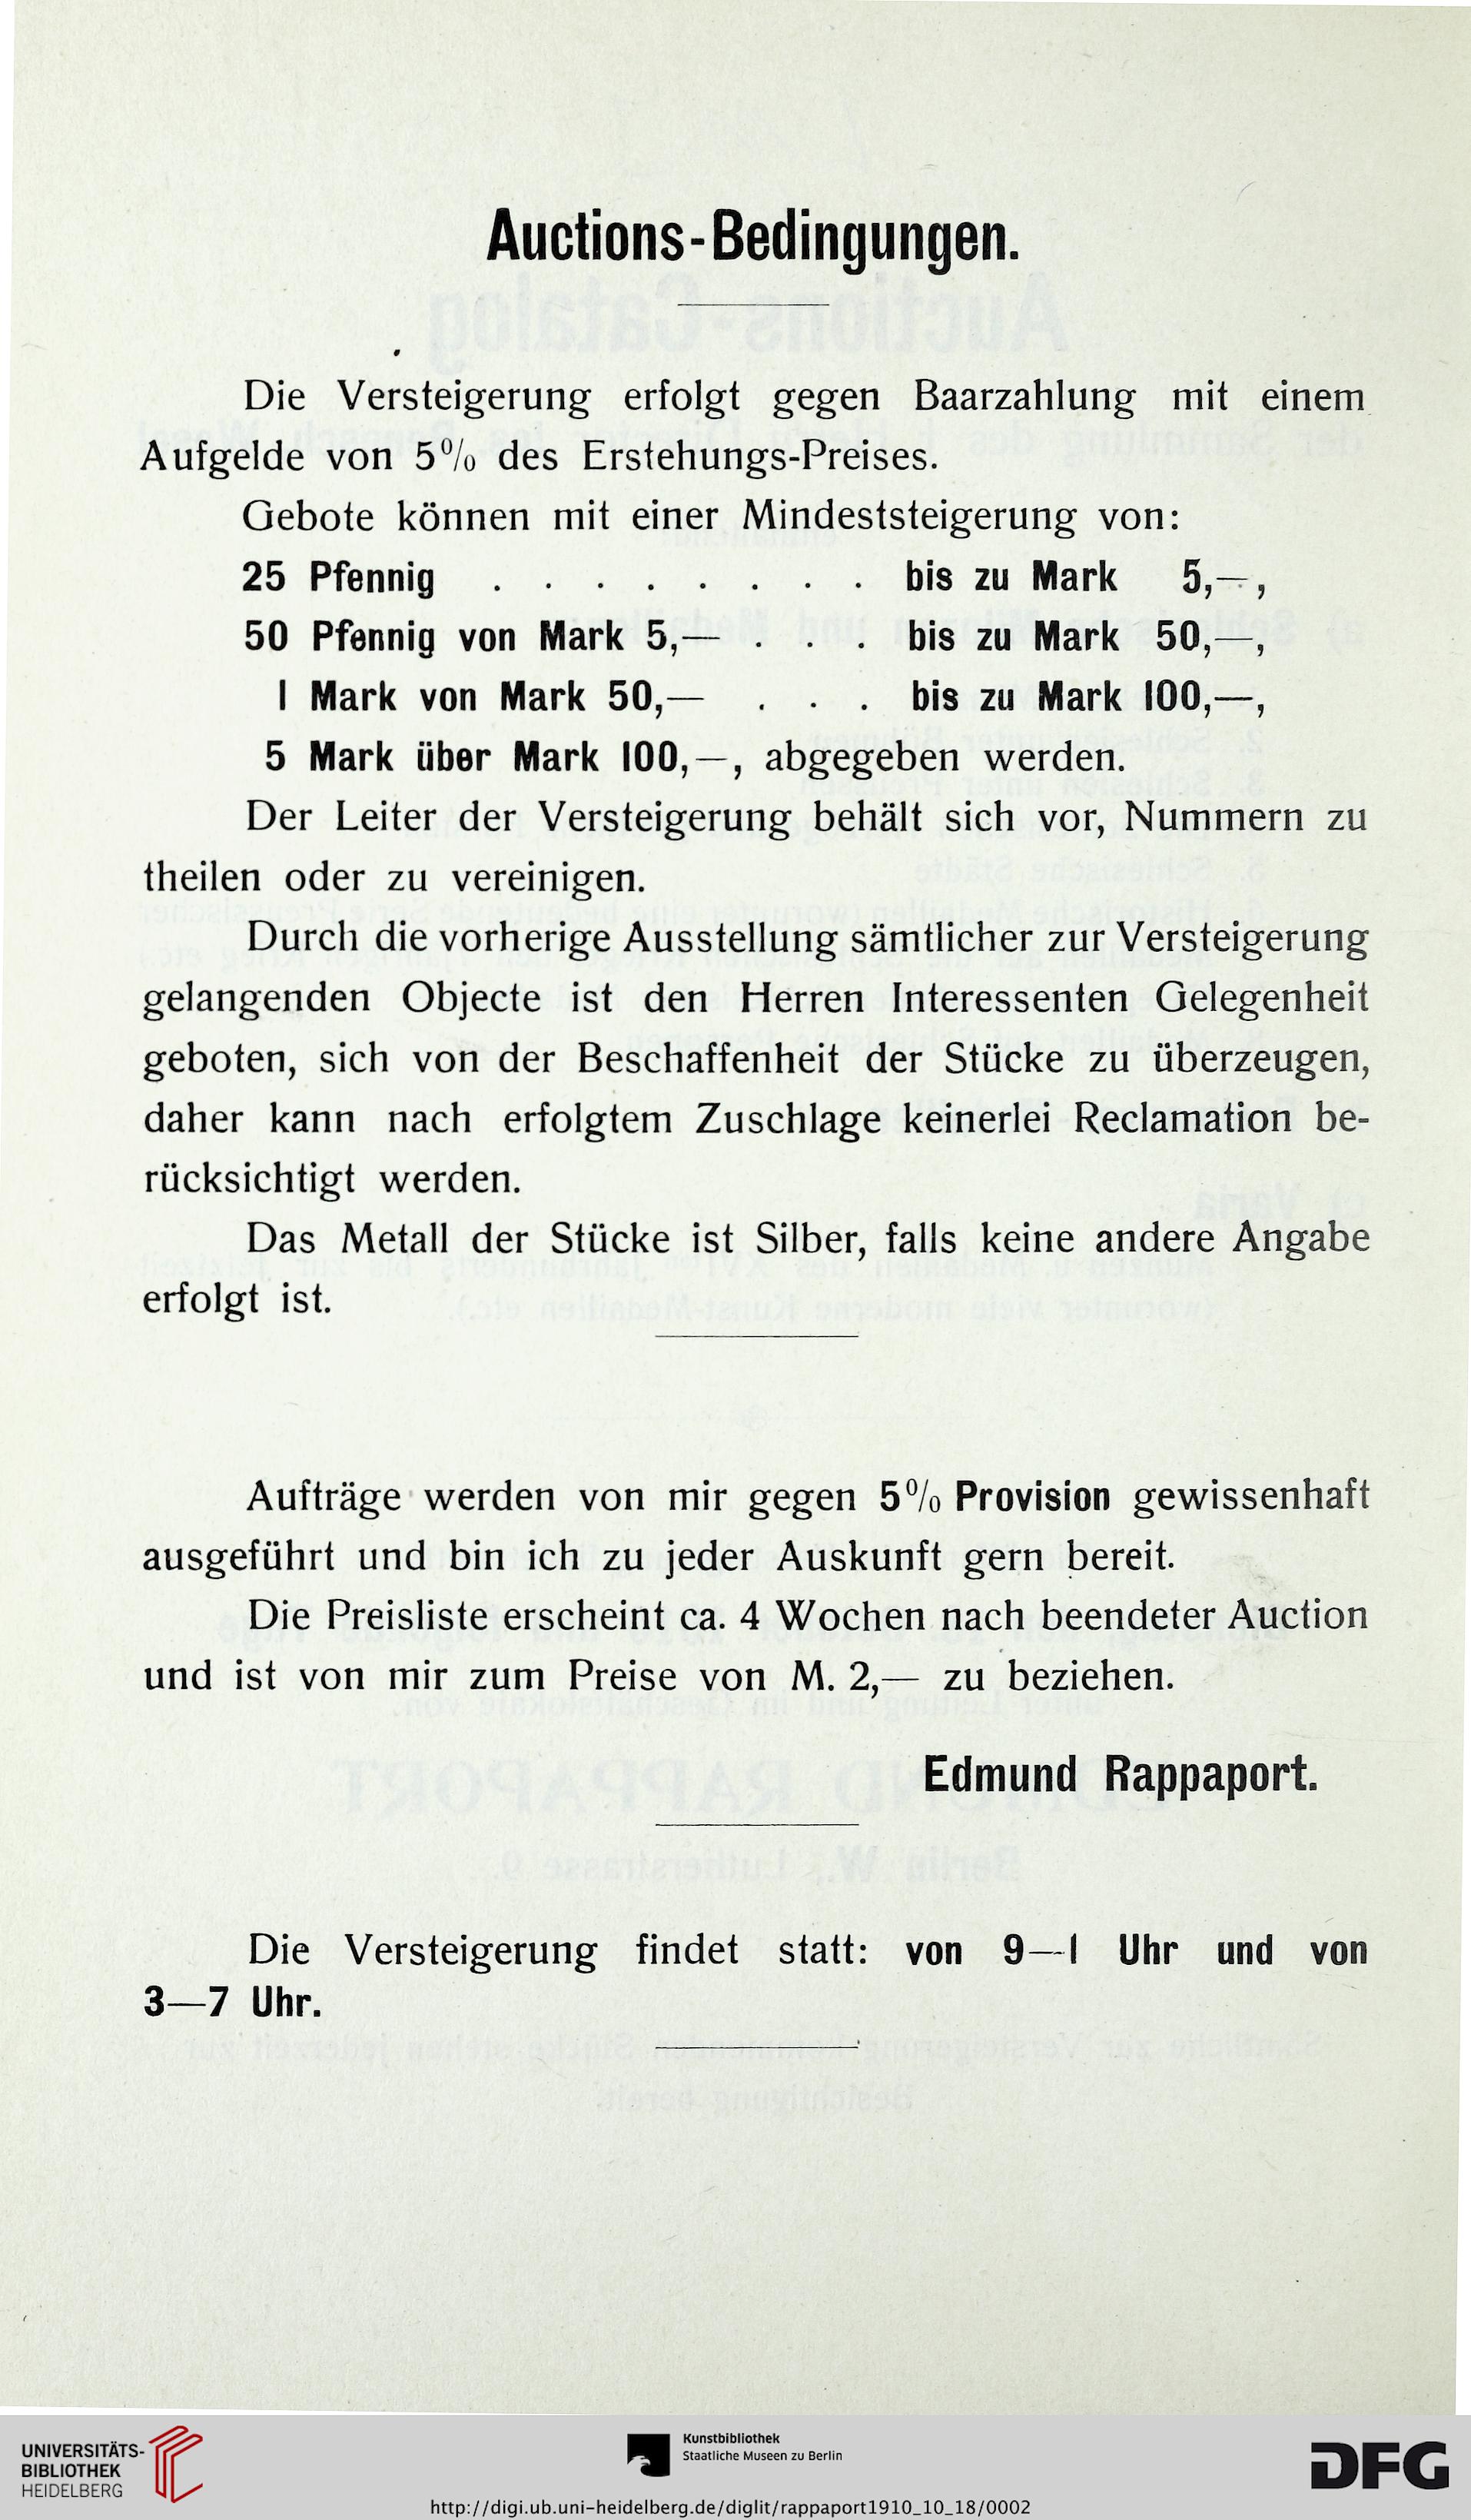 Auctions-Bedingungen.
Die Versteigerung erfolgt gegen Baarzahlung mit einem
Aufgelde von 5% des Erstehungs-Preises.
Gebote können mit einer Mindeststeigerung von:
25 Pfennig . . . . . . . . bis zu Mark 5,—,
50 Pfennig von Mark 5,— . . . bis zu Mark 50,—,
1 Mark von Mark 50,— . . . bis zu Mark 100,—,
5 Mark über Mark 100,—, abgegeben werden.
Der Leiter der Versteigerung behält sich vor, Nummern zu
theilen oder zu vereinigen.
Durch die vorherige Ausstellung sämtlicher zur Versteigerung
gelangenden Objecte ist den Herren Interessenten Gelegenheit
geboten, sich von der Beschaffenheit der Stücke zu überzeugen,
daher kann nach erfolgtem Zuschlage keinerlei Reclamation be-
rücksichtigt werden.
Das Metall der Stücke ist Silber, falls keine andere Angabe
erfolgt ist.
Aufträge werden von mir gegen 5% Provision gewissenhaft
ausgeführt und bin ich zu jeder Auskunft gern bereit.
Die Preisliste erscheint ca. 4 Wochen nach beendeter Auction
und ist von mir zum Preise von M. 2,— zu beziehen.
Edmund Rappaport.
Die Versteigerung findet statt: von 9—1 Uhr und von
3—7 Uhr.
UNIVERSITÄTS-
BIBLIOTHEK
HEIDELBERG
Kunstbibliothek
Staatliche Museen zu Berlin
DFG
http://digi.ub.uni-heidelberg.de/diglit/rappaport1910_10_18/0002